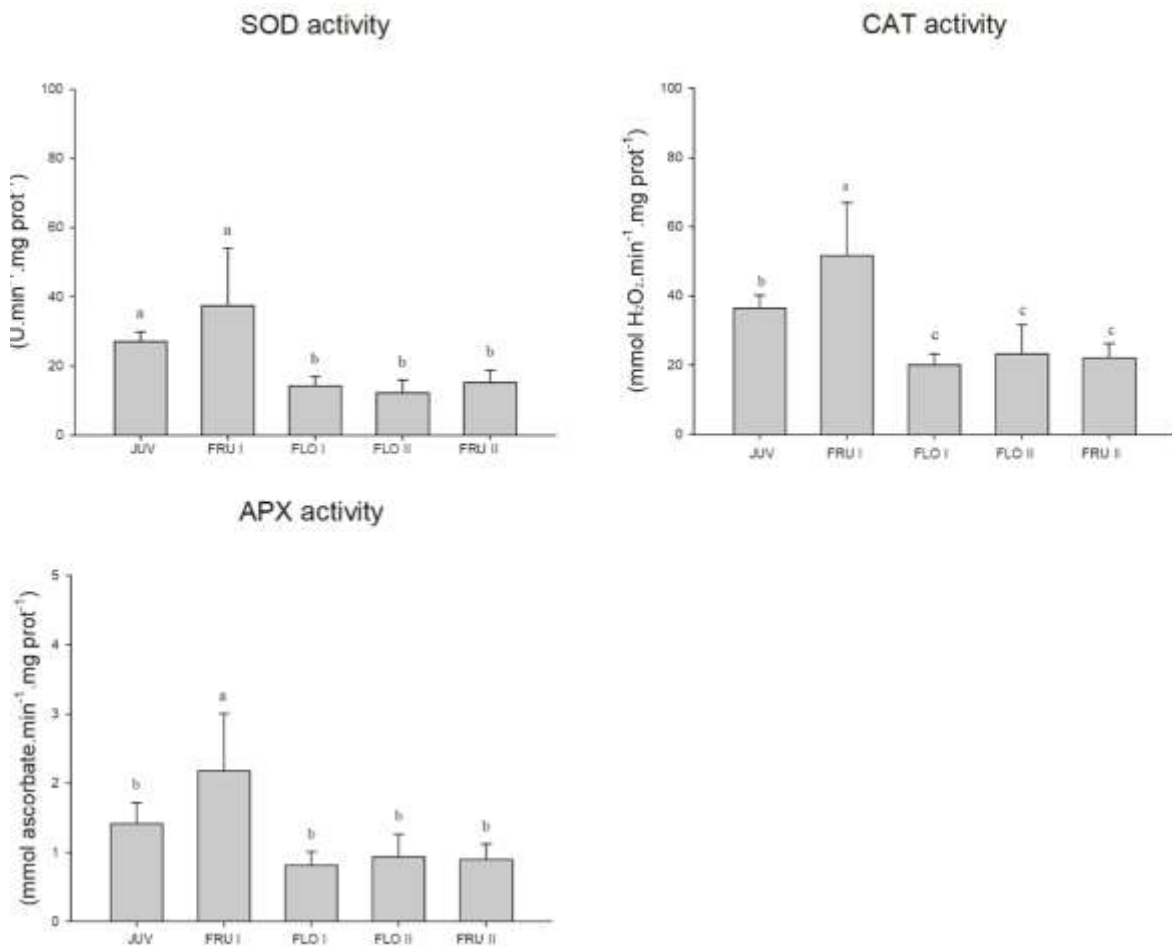 SOD activity
(U.min⁻¹.mg prot⁻¹)
100
80
60
40
20
0
a
a
b
b
b
JUV
FRU I
FLO I
FLO II
FRU II
CAT activity
(mmol H₂O₂.min⁻¹.mg prot⁻¹)
100
80
60
40
20
0
b
a
c
c
c
JUV
FRU I
FLO I
FLO II
FRU II
APX activity
(mmol ascorbate.min⁻¹.mg prot⁻¹)
5
4
3
2
1
0
b
a
b
b
b
JUV
FRU I
FLO I
FLO II
FRU II